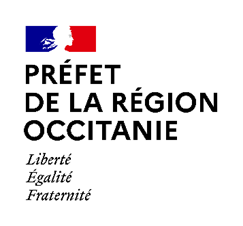 PRÉFET
DE LA RÉGION
OCCITANIE
Liberté
Égalité
Fraternité